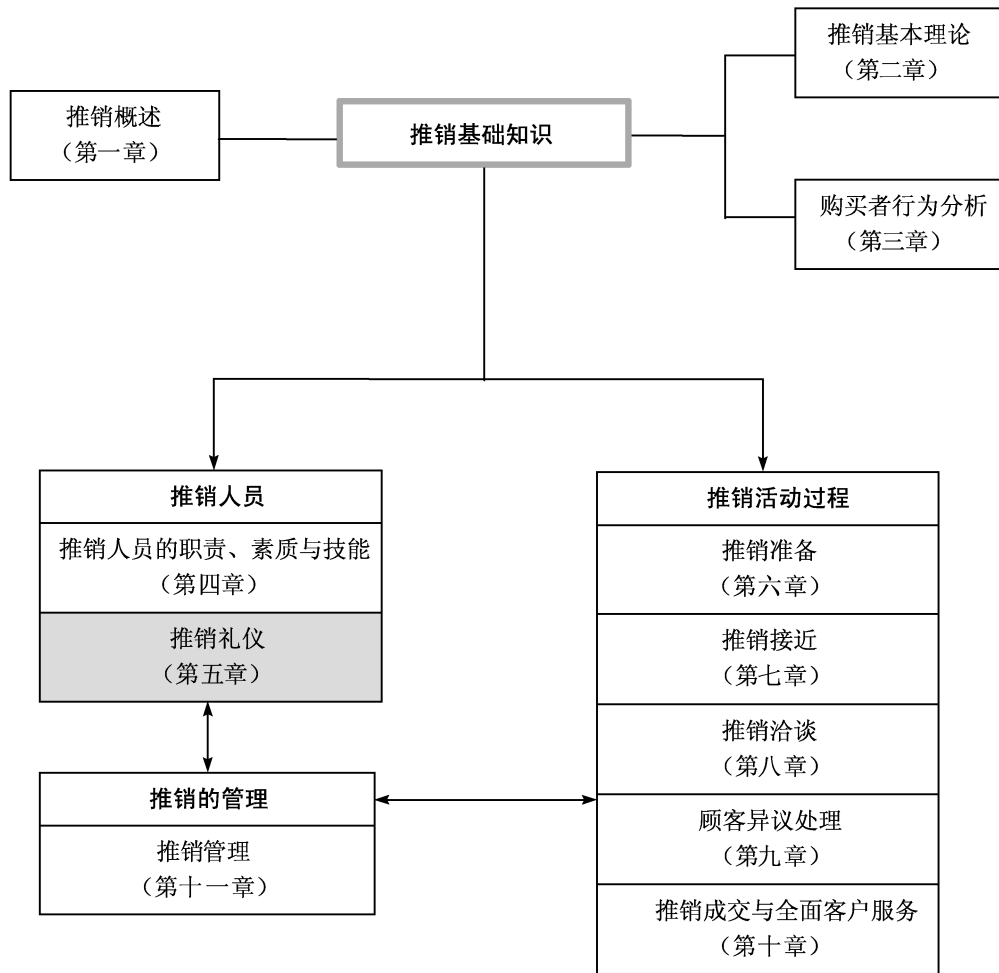 推销基本理论
（第二章）
推销概述
（第一章）
推销基础知识
购买者行为分析
（第三章）
推销人员
推销人员的职责、素质与技能
（第四章）
推销礼仪
（第五章）
推销的管理
推销管理
（第十一章）
推销活动过程
推销准备
（第六章）
推销接近
（第七章）
推销洽谈
（第八章）
顾客异议处理
（第九章）
推销成交与全面客户服务
（第十章）